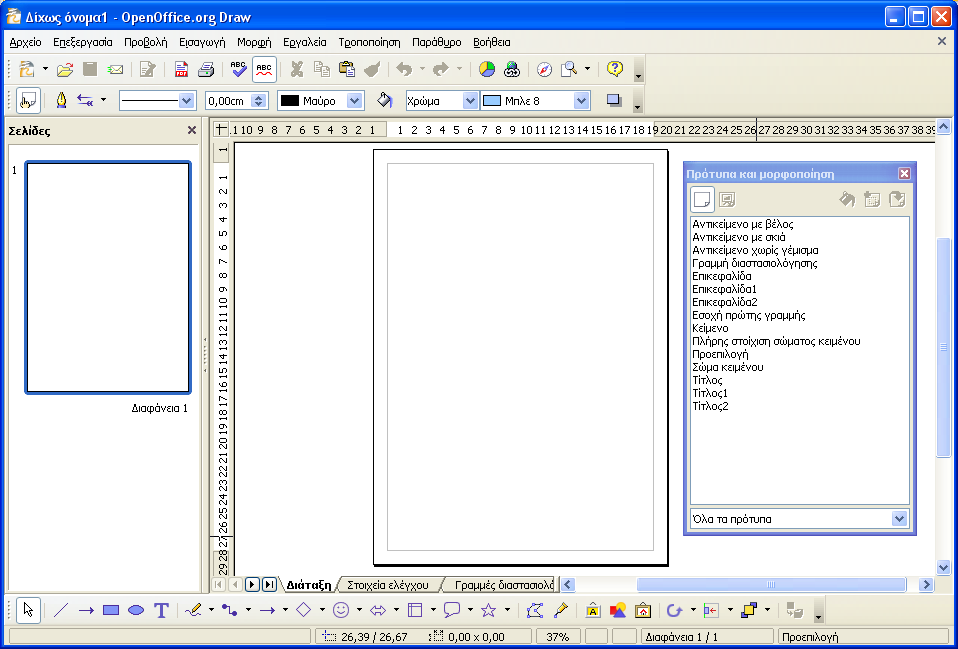 Δίχως όνομα1 - OpenOffice.org Draw
Αρχείο Επεξεργασία Προβολή Εισαγωγή Μορφή Εργαλεία Τροποποίηση Παράθυρο Βοήθεια
ABC ABC
0,00cm Μαύρο Χρώμα Μπλε 8
Σελίδες
11 10 9 8 7 6 5 4 3 2 1 1 2 3 4 5 6 7 8 9 10 11 12 13 14 15 16 17 18 19 20 21 22 23 24 25 26 27 28 29 30 31 32 33 34 35 36 37 38 39
1 1 2 3 4 5 6 7 8 9 10 11 12 13 14 15 16 17 18 19 20 21 22 23 24 25 26 27 28 29
1
Διαφάνεια 1
Πρότυπα και μορφοποίηση
Αντικείμενο με βέλος
Αντικείμενο με σκιά
Αντικείμενο χωρίς γέμισμα
Γραμμή διαστασιολόγησης
Επικεφαλίδα
Επικεφαλίδα1
Επικεφαλίδα2
Εσοχή πρώτης γραμμής
Κείμενο
Πλήρης στοίχιση σώματος κειμένου
Προεπιλογή
Σώμα κειμένου
Τίτλος
Τίτλος1
Τίτλος2
Όλα τα πρότυπα
Διάταξη Στοιχεία ελέγχου Γραμμές διαστασιολό
T A
26,39 / 26,67 0,00 x 0,00 37% Διαφάνεια 1 / 1 Προεπιλογή